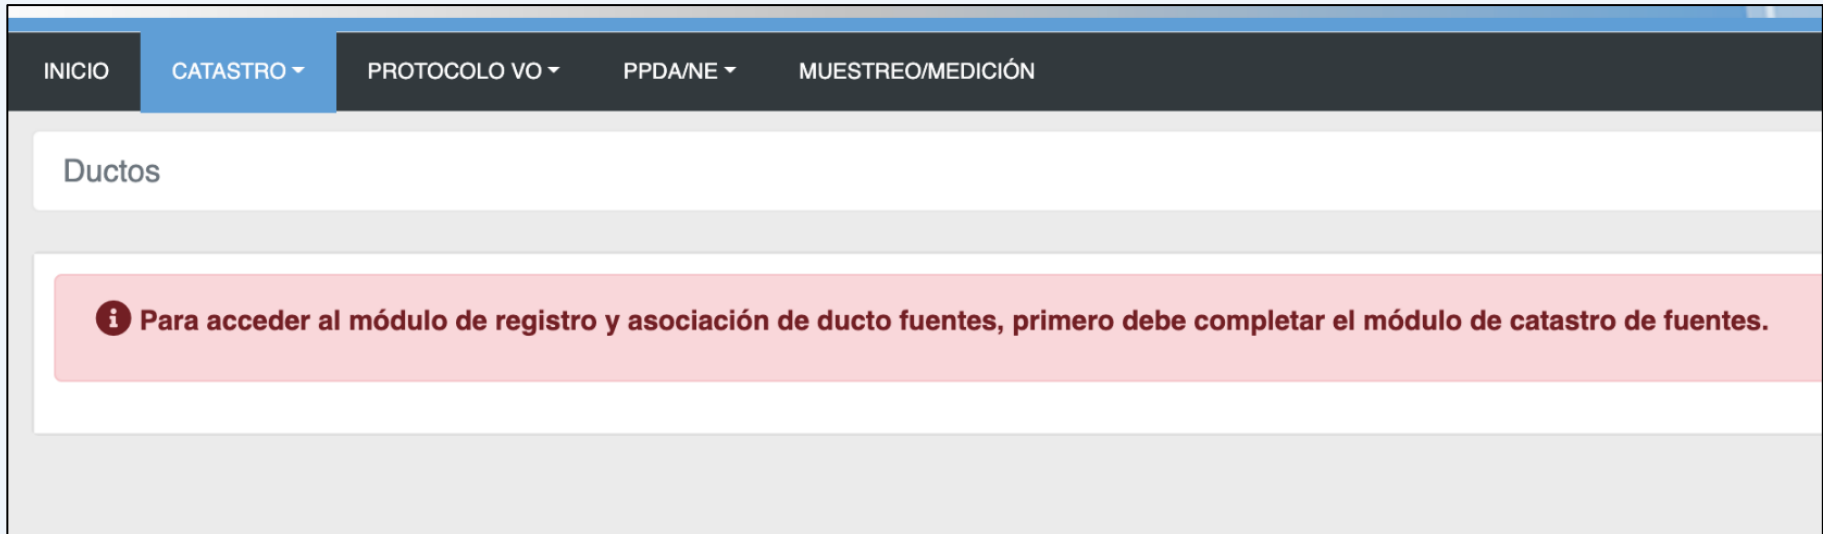 INICIO CATASTRO PROTOCOLO VO PPDA/NE MUESTREO/MEDICIÓN
Ductos
Para acceder al módulo de registro y asociación de ducto fuentes, primero debe completar el módulo de catastro de fuentes.